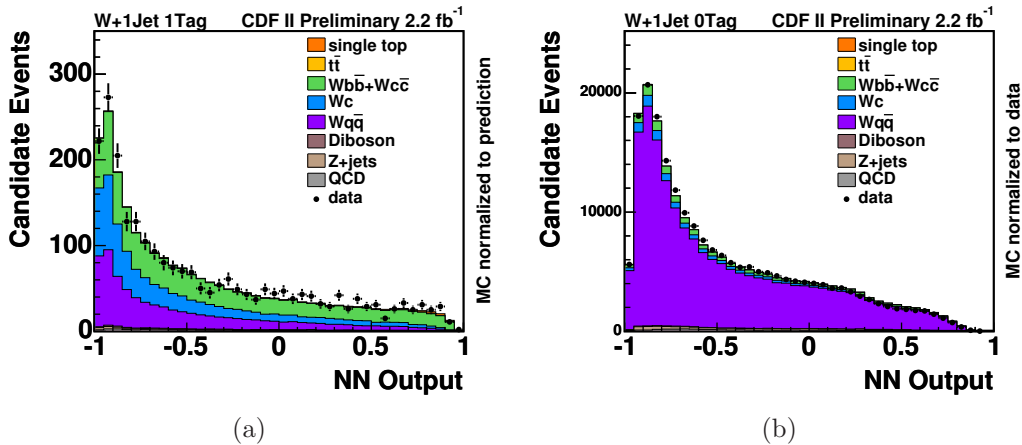 W+1Jet 1Tag CDF II Preliminary 2.2 fb⁻¹
Candidate Events
300
200
100
0
single top
tt̄
Wbb̄+Wcc̄
Wc
Wqq̄
Diboson
Z+jets
QCD
data
MC normalized to prediction
-1 -0.5 0 0.5 1
NN Output
(a)
W+1Jet 0Tag CDF II Preliminary 2.2 fb⁻¹
Candidate Events
20000
10000
0
single top
tt̄
Wbb̄+Wcc̄
Wc
Wqq̄
Diboson
Z+jets
QCD
data
MC normalized to data
-1 -0.5 0 0.5 1
NN Output
(b)